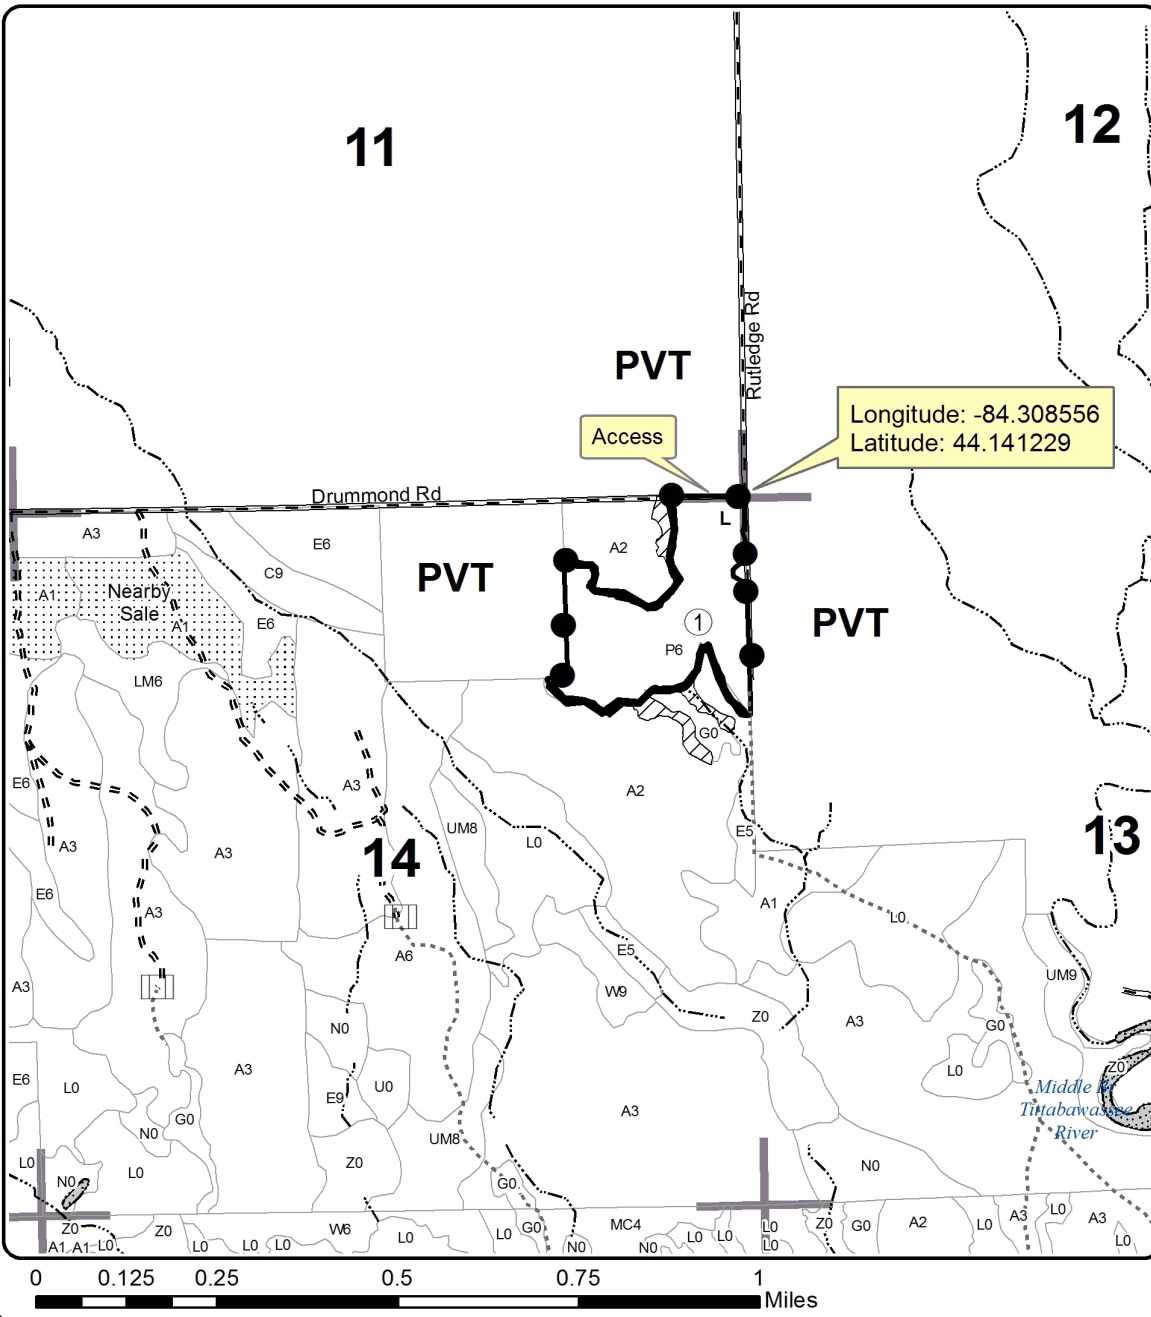 12
11
Rutledge Rd
PVT
Longitude: -84.308556
Latitude: 44.141229
Access
Drummond Rd
L
A3
E6
A2
C9
PVT
Nearby
Sale
A1
A1
E6
1
PVT
P6
LM6
G0
E6
A3
A2
UM8
E5
13
L0
A3
A3
14
E6
A1
A3
L0
E5
A6
UM9
A3
W9
Z0
A3
G0
N0
E6
L0
A3
U0
L0
Z0
E9
Middle Br
Tittabawassee
River
A3
G0
N0
UM8
L0
L0
Z0
N0
N0
G0
Z0
Z0
W6
L0
L0
G0
MC4
L0
L0
L0
Z0
G0
A2
L0
A3
L0
A3
A1
A1
L0
L0
L0
L0
N0
N0
L0
L0
0
0.125
0.25
0.5
0.75
1
Miles